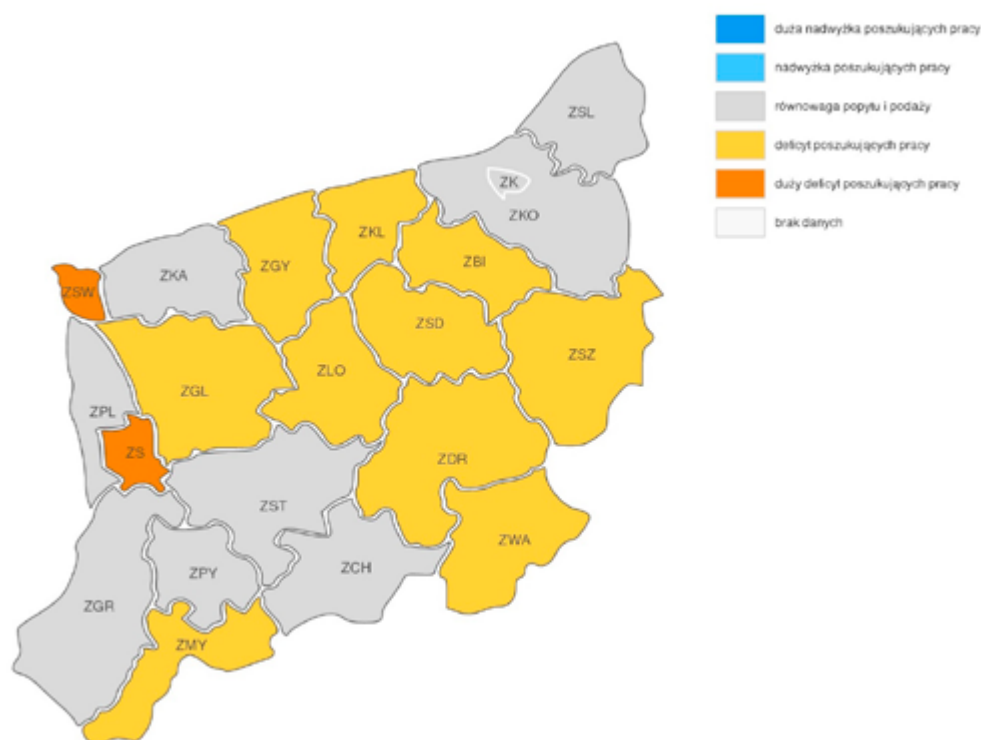 duża nadwyżka poszukujących pracy
nadwyżka poszukujących pracy
równowaga popytu i podaży
deficyt poszukujących pracy
duży deficyt poszukujących pracy
brak danych
ZSL
ZK
ZKO
ZKL
ZBI
ZGY
ZKA
ZSW
ZSD
ZSZ
ZLO
ZGL
ZPL
ZS
ZDR
ZST
ZWA
ZCH
ZPY
ZGR
ZMY